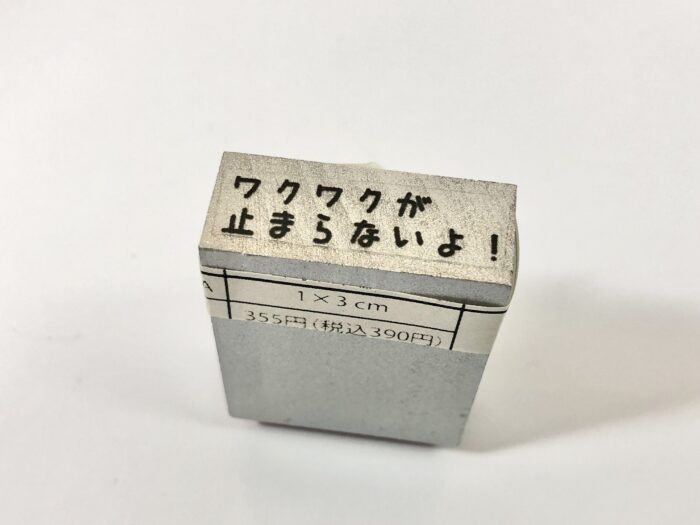 ワクワクが
止まらないよ！
A
1×3cm
355円(税込390円)